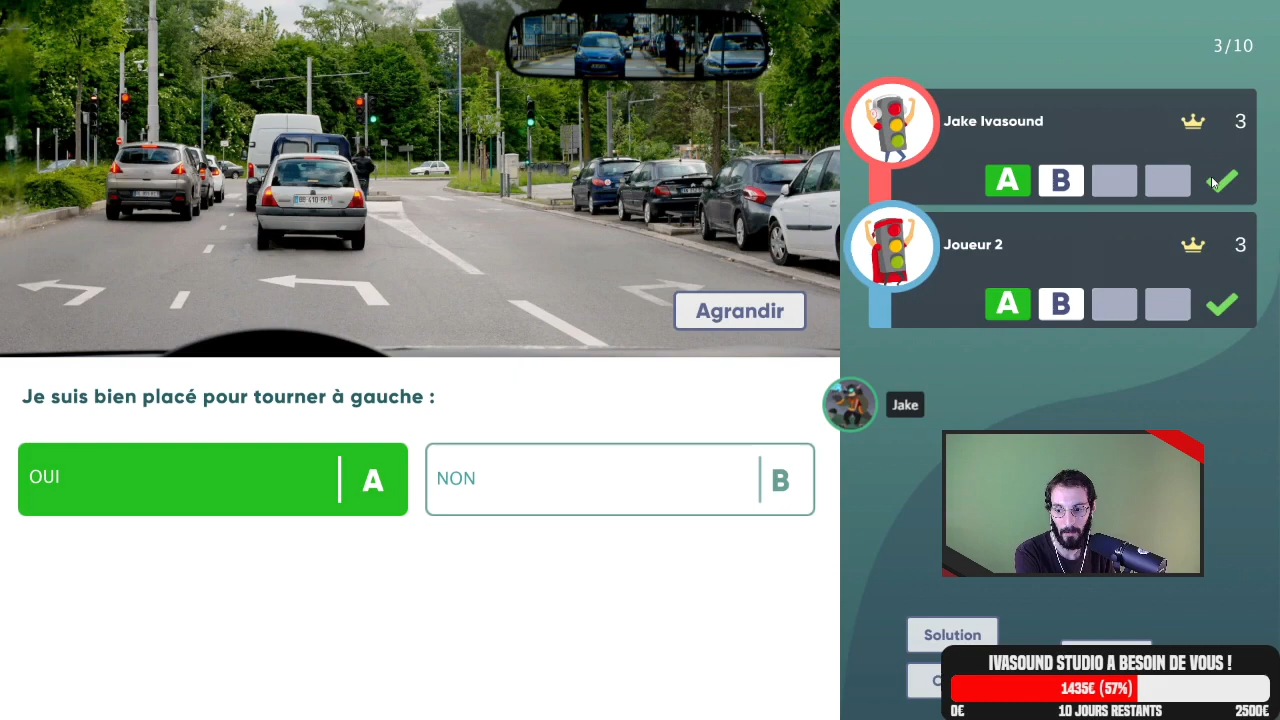 3/10
Jake Ivasound
3
A B
Joueur 2
3
A B
Agrandir
Je suis bien placé pour tourner à gauche :
OUI A
NON B
Jake
Solution
IVASOUND STUDIO A BESOIN DE VOUS !
1435€ (57%)
0€ 10 JOURS RESTANTS 2500€